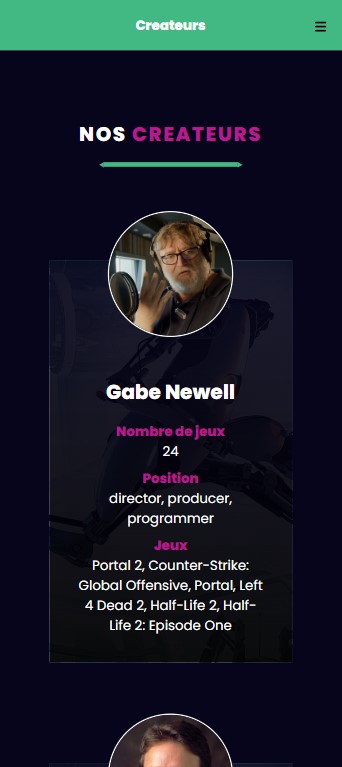 Createurs
NOS CREATEURS
Gabe Newell
Nombre de jeux
24
Position
director, producer,
programmer
Jeux
Portal 2, Counter-Strike:
Global Offensive, Portal, Left
4 Dead 2, Half-Life 2, Half-
Life 2: Episode One